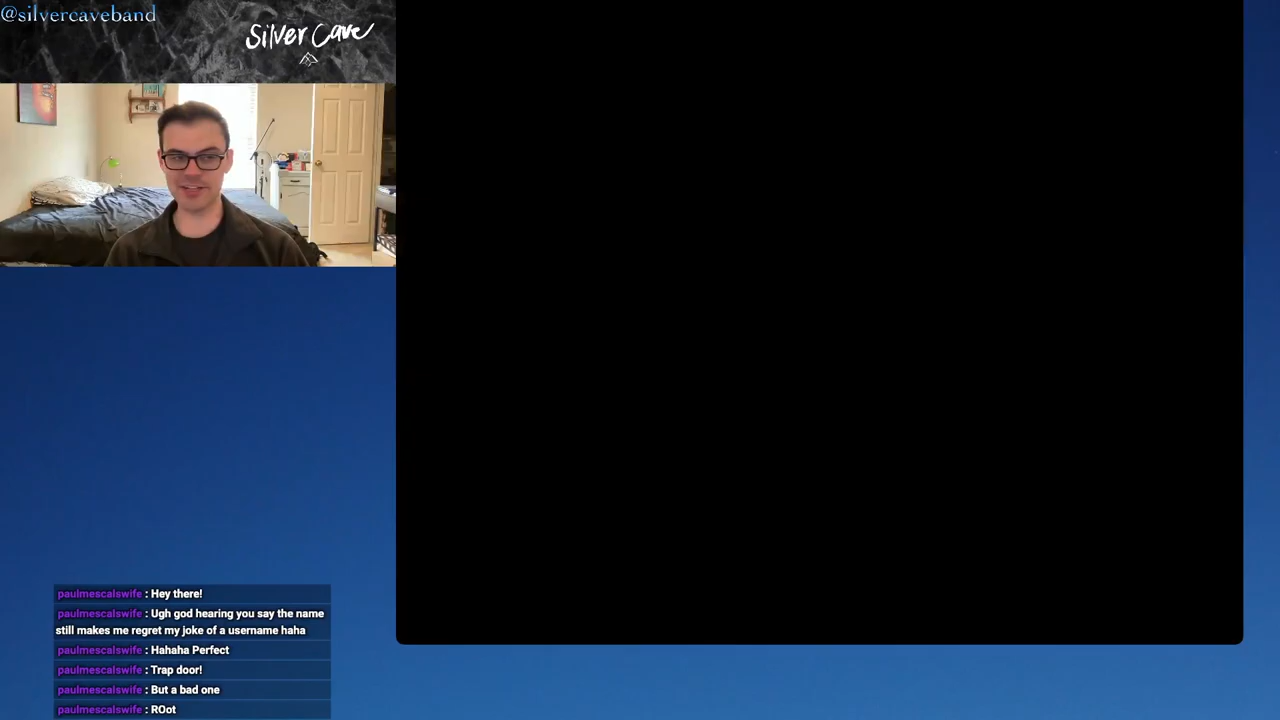 @silvercaveband
Silver Cave
paulmescalswife : Hey there!
paulmescalswife : Ugh god hearing you say the name
still makes me regret my joke of a username haha
paulmescalswife : Hahaha Perfect
paulmescalswife : Trap door!
paulmescalswife : But a bad one
paulmescalswife : ROot